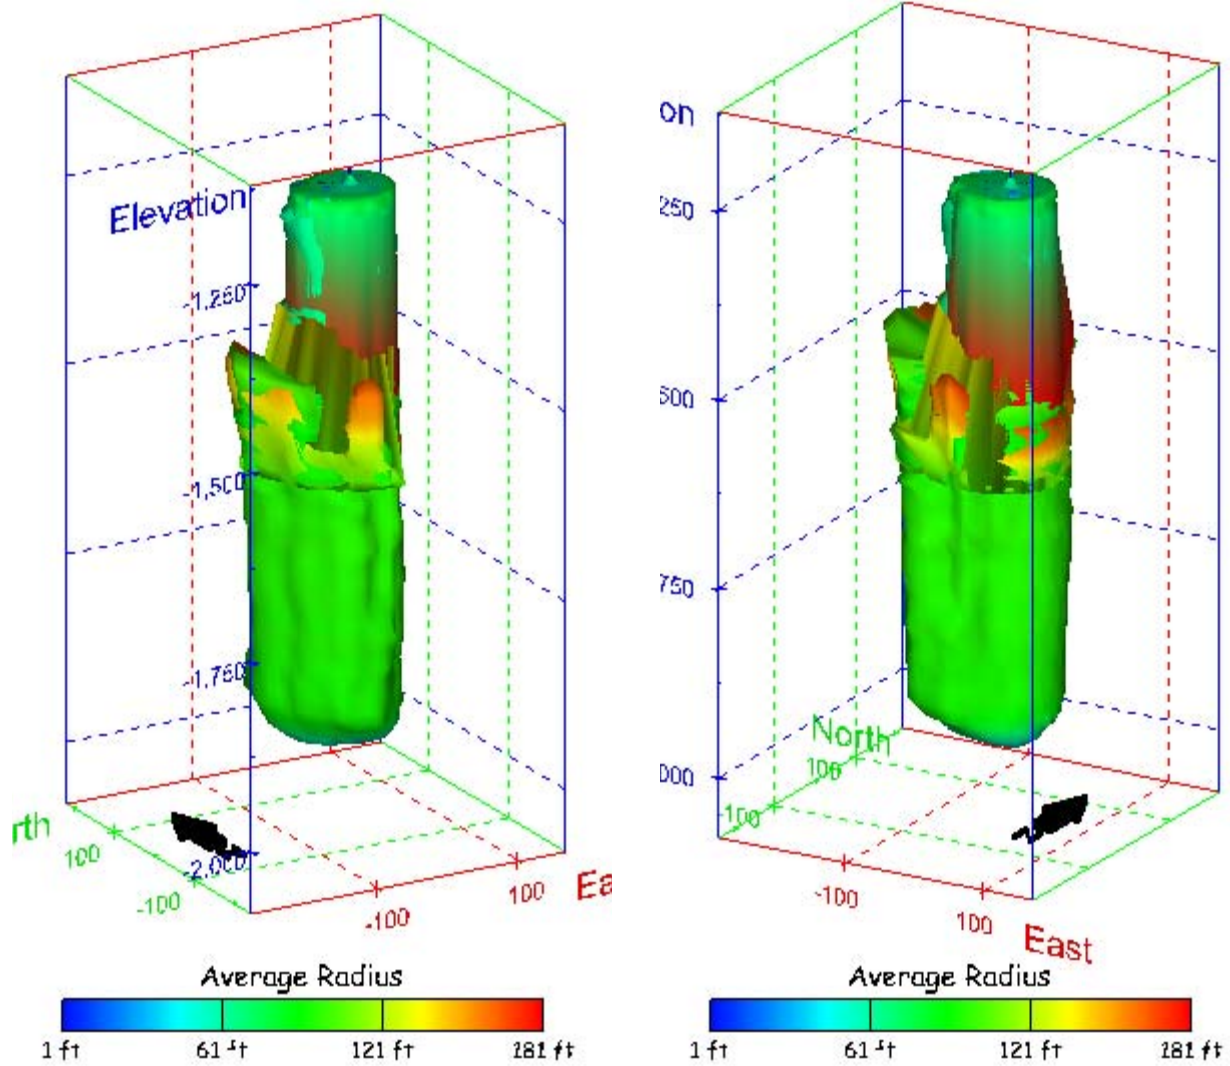 Elevation
-1,250
-1,500
-1,750
-2,000
rth
100
-100
-100
100
Ea
Average Radius
1 ft
61 ft
121 ft
281 ft
on
250
500
750
000
North
100
-100
-100
100
East
Average Radius
1 ft
61 ft
121 ft
281 ft